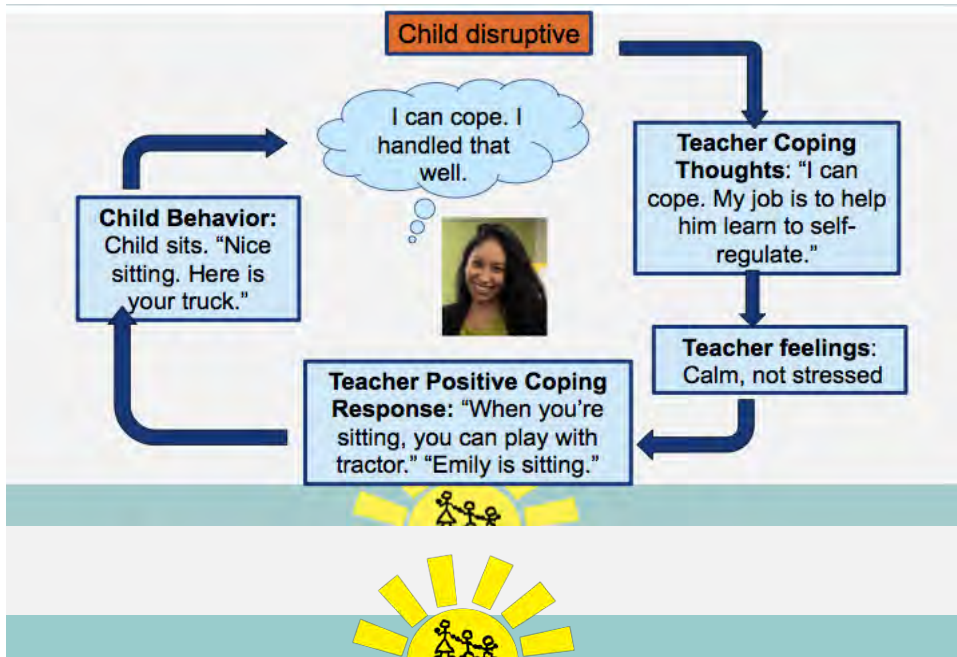 Child disruptive
I can cope. I
handled that
well.
Teacher Coping
Thoughts: “I can
cope. My job is to help
him learn to self-
regulate.”
Teacher feelings:
Calm, not stressed
Teacher Positive Coping
Response: “When you’re
sitting, you can play with
tractor.” “Emily is sitting.”
Child Behavior:
Child sits. “Nice
sitting. Here is
your truck.”